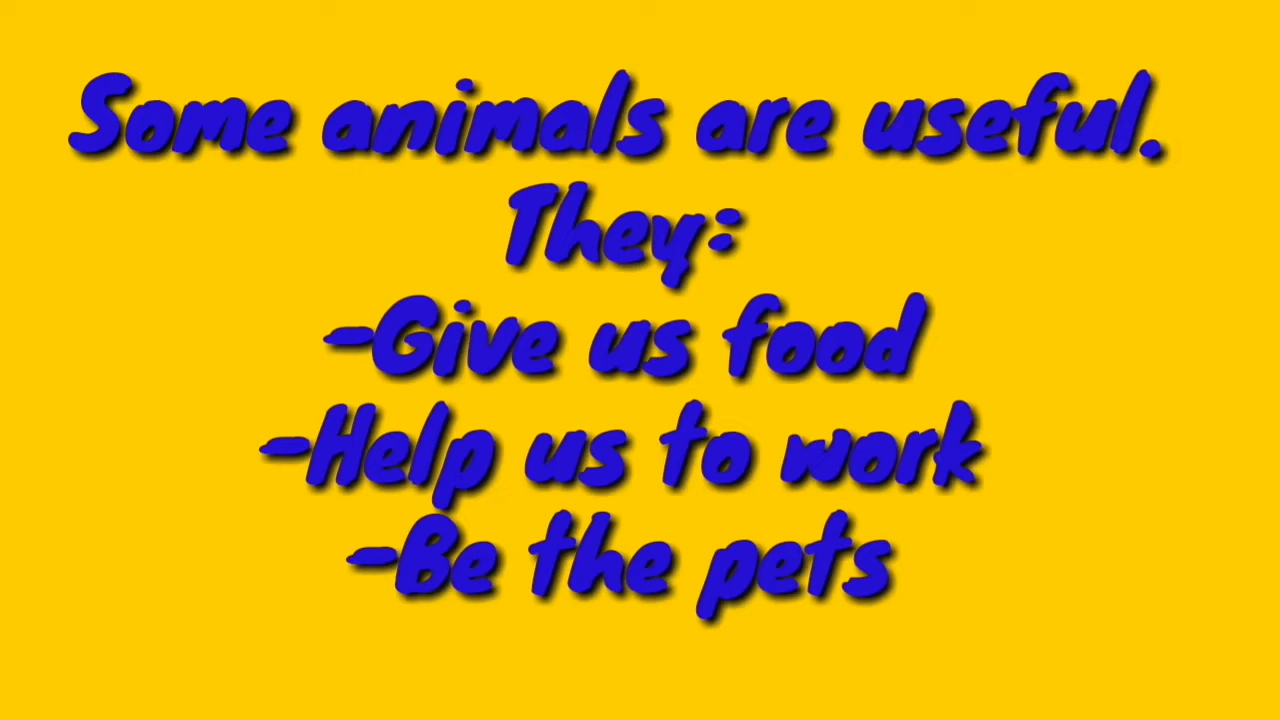 Some animals are useful.
They:
-Give us food
-Help us to work
-Be the pets